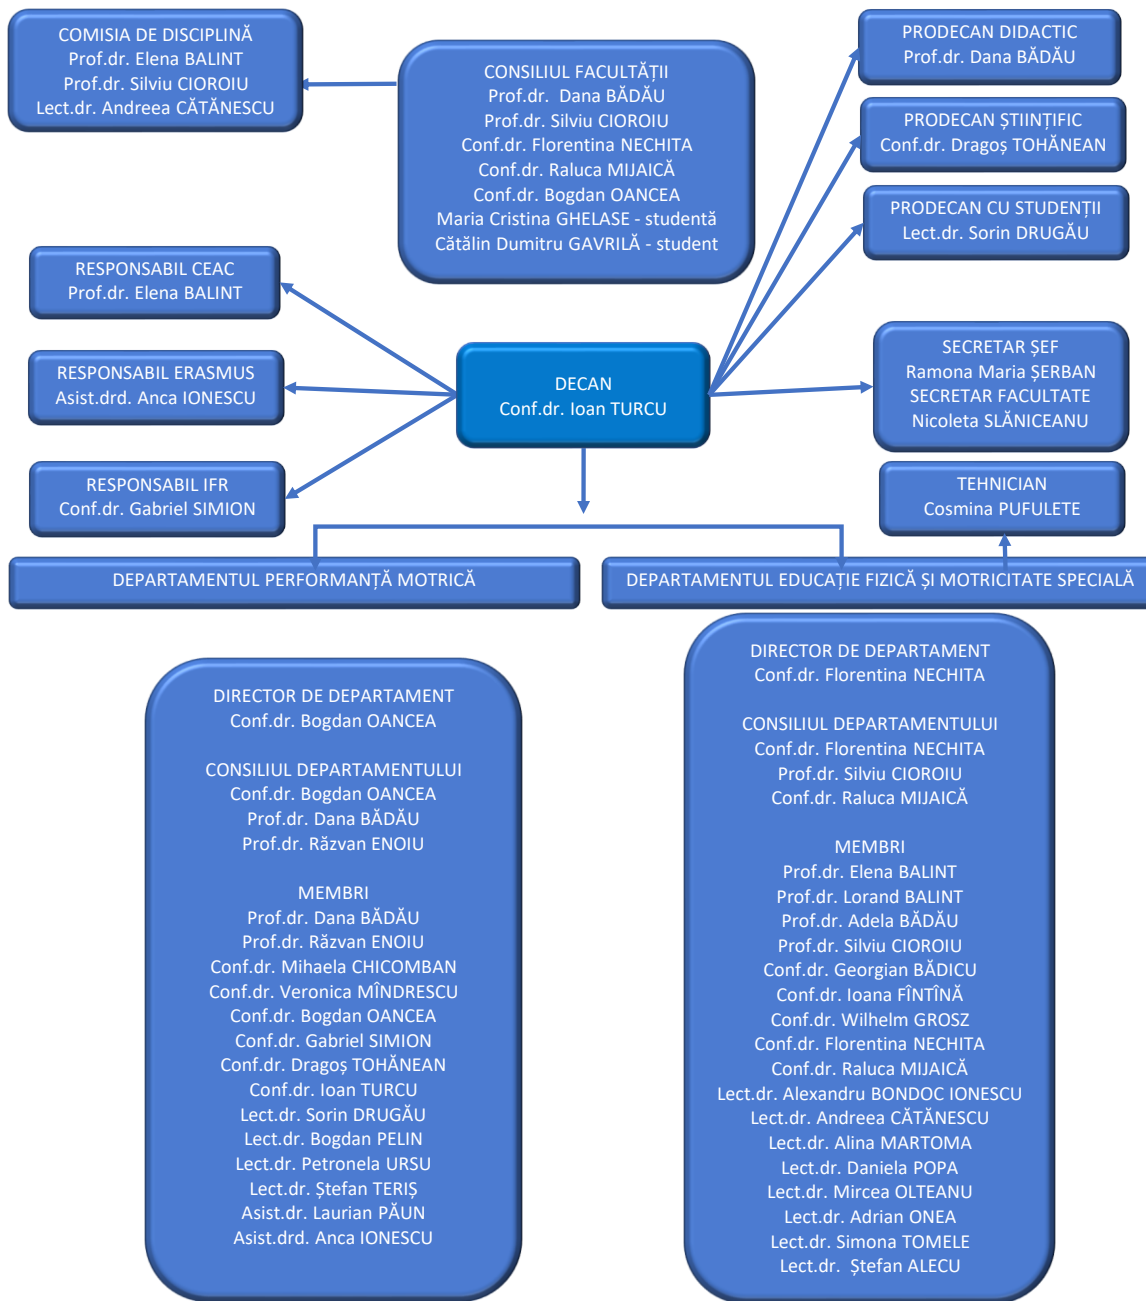 COMISIA DE DISCIPLINĂ
Prof.dr. Elena BALINT
Prof.dr. Silviu CIOROIU
Lect.dr. Andreea CĂTĂNESCU
CONSILIUL FACULTĂȚII
Prof.dr.  Dana BĂDĂU
Prof.dr. Silviu CIOROIU
Conf.dr. Florentina NECHITA
Conf.dr. Raluca MIJAICĂ
Conf.dr. Bogdan OANCEA
Maria Cristina GHELASE - studentă
Cătălin Dumitru GAVRILĂ - student
PRODECAN DIDACTIC
Prof.dr. Dana BĂDĂU
PRODECAN ȘTIINȚIFIC
Conf.dr. Dragoș TOHĂNEAN
PRODECAN CU STUDENȚII
Lect.dr. Sorin DRUGĂU
RESPONSABIL CEAC
Prof.dr. Elena BALINT
RESPONSABIL ERASMUS
Asist.drd. Anca IONESCU
RESPONSABIL IFR
Conf.dr. Gabriel SIMION
DECAN
Conf.dr. Ioan TURCU
SECRETAR ȘEF
Ramona Maria ȘERBAN
SECRETAR FACULTATE
Nicoleta SLĂNICEANU
TEHNICIAN
Cosmina PUFULETE
DEPARTAMENTUL PERFORMANȚĂ MOTRICĂ
DEPARTAMENTUL EDUCAȚIE FIZICĂ ȘI MOTRICITATE SPECIALĂ
DIRECTOR DE DEPARTAMENT
Conf.dr. Bogdan OANCEA
CONSILIUL DEPARTAMENTULUI
Conf.dr. Bogdan OANCEA
Prof.dr. Dana BĂDĂU
Prof.dr. Răzvan ENOIU
MEMBRI
Prof.dr. Dana BĂDĂU
Prof.dr. Răzvan ENOIU
Conf.dr. Mihaela CHICOMBAN
Conf.dr. Veronica MÎNDRESCU
Conf.dr. Bogdan OANCEA
Conf.dr. Gabriel SIMION
Conf.dr. Dragoș TOHĂNEAN
Conf.dr. Ioan TURCU
Lect.dr. Sorin DRUGĂU
Lect.dr. Bogdan PELIN
Lect.dr. Petronela URSU
Lect.dr. Ștefan TERIȘ
Asist.dr. Laurian PĂUN
Asist.drd. Anca IONESCU
DIRECTOR DE DEPARTAMENT
Conf.dr. Florentina NECHITA
CONSILIUL DEPARTAMENTULUI
Conf.dr. Florentina NECHITA
Prof.dr. Silviu CIOROIU
Conf.dr. Raluca MIJAICĂ
MEMBRI
Prof.dr. Elena BALINT
Prof.dr. Lorand BALINT
Prof.dr. Adela BĂDĂU
Prof.dr. Silviu CIOROIU
Conf.dr. Georgian BĂDICU
Conf.dr. Ioana FÎNTÎNĂ
Conf.dr. Wilhelm GROSZ
Conf.dr. Florentina NECHITA
Conf.dr. Raluca MIJAICĂ
Lect.dr. Alexandru BONDOC IONESCU
Lect.dr. Andreea CĂTĂNESCU
Lect.dr. Alina MARTOMA
Lect.dr. Daniela POPA
Lect.dr. Mircea OLTEANU
Lect.dr. Adrian ONEA
Lect.dr. Simona TOMELE
Lect.dr.  Ștefan ALECU